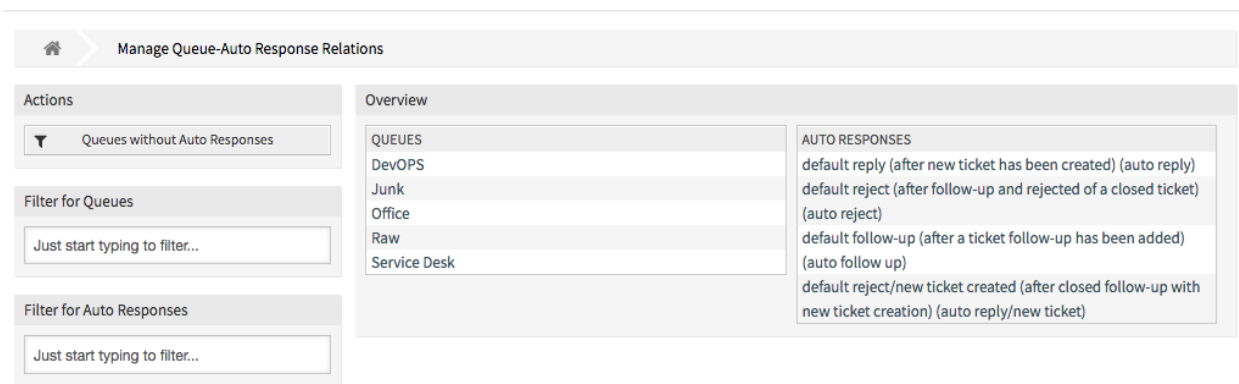 Manage Queue-Auto Response Relations
Actions
Queues without Auto Responses
Filter for Queues
Just start typing to filter...
Filter for Auto Responses
Just start typing to filter...
Overview
QUEUES
DevOPS
Junk
Office
Raw
Service Desk
AUTO RESPONSES
default reply (after new ticket has been created) (auto reply)
default reject (after follow-up and rejected of a closed ticket)
(auto reject)
default follow-up (after a ticket follow-up has been added)
(auto follow up)
default reject/new ticket created (after closed follow-up with
new ticket creation) (auto reply/new ticket)